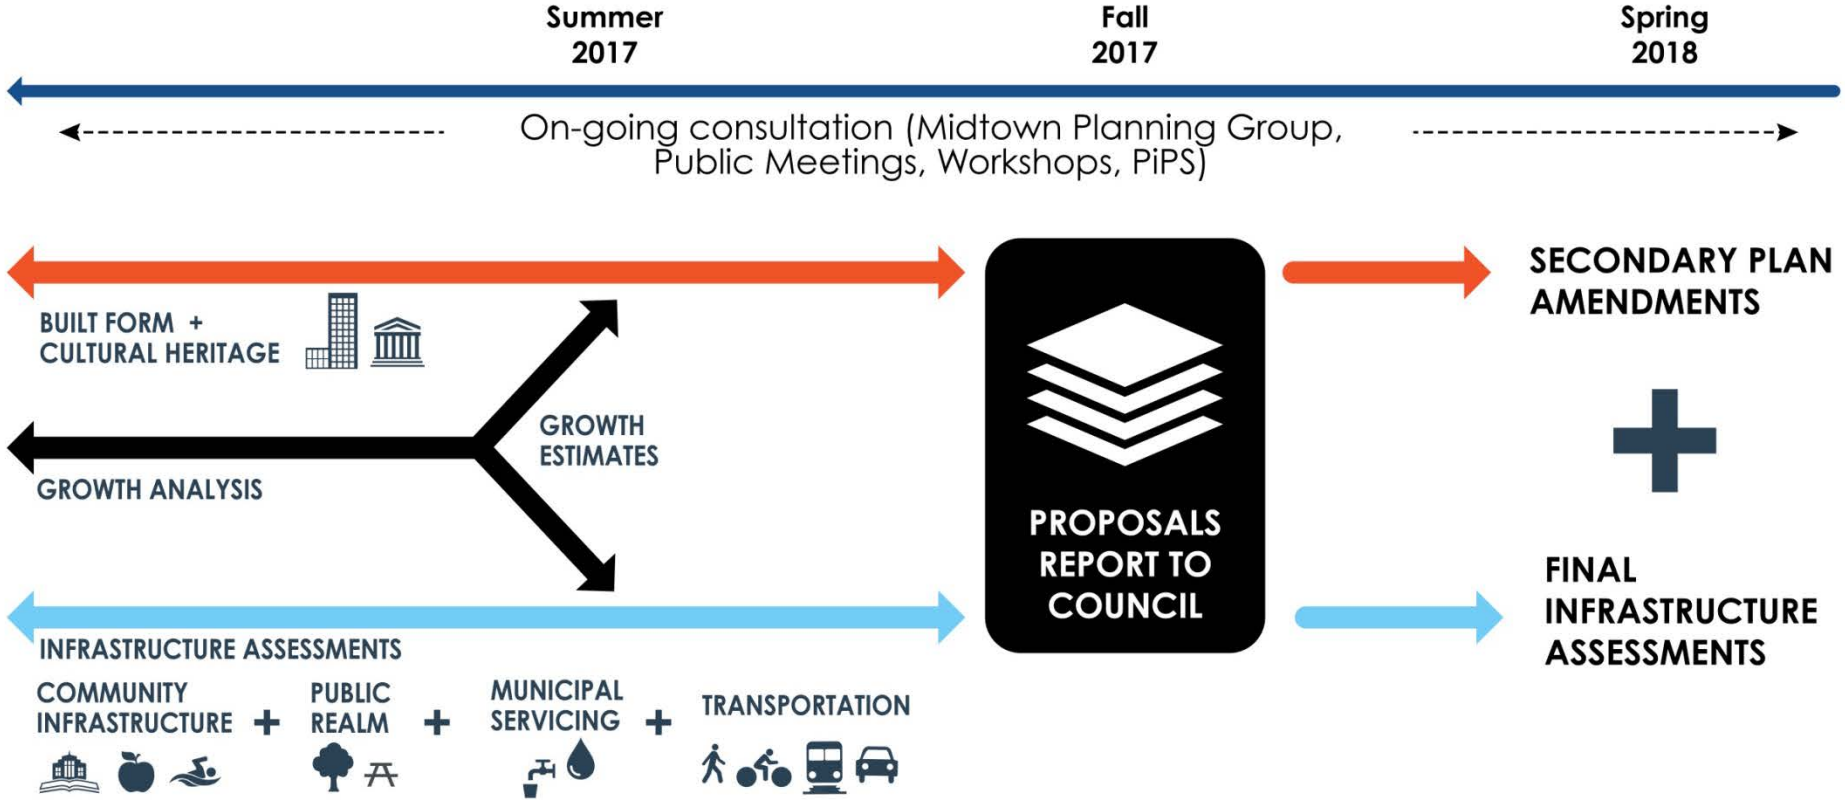 Summer
2017
Fall
2017
Spring
2018
On-going consultation (Midtown Planning Group,
Public Meetings, Workshops, PiPS)
BUILT FORM +
CULTURAL HERITAGE
GROWTH
ESTIMATES
GROWTH ANALYSIS
INFRASTRUCTURE ASSESSMENTS
COMMUNITY
INFRASTRUCTURE
+
PUBLIC
REALM
+
MUNICIPAL
SERVICING
+
TRANSPORTATION
PROPOSALS
REPORT TO
COUNCIL
SECONDARY PLAN
AMENDMENTS
+
FINAL
INFRASTRUCTURE
ASSESSMENTS